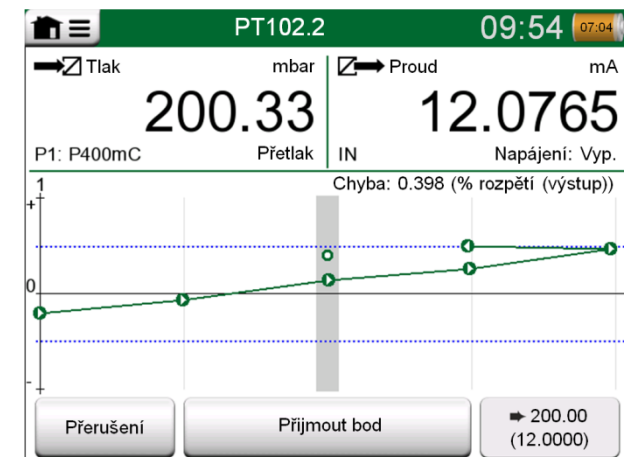 PT102.2 09:54 07:04
Tlak mbar
200.33
P1: P400mC Přetlak
Proud mA
12.0765
IN Napájení: Vyp.
Chyba: 0.398 (% rozpětí (výstup))
1
+
0
-
Přerušení
Přijmout bod
200.00
(12.0000)